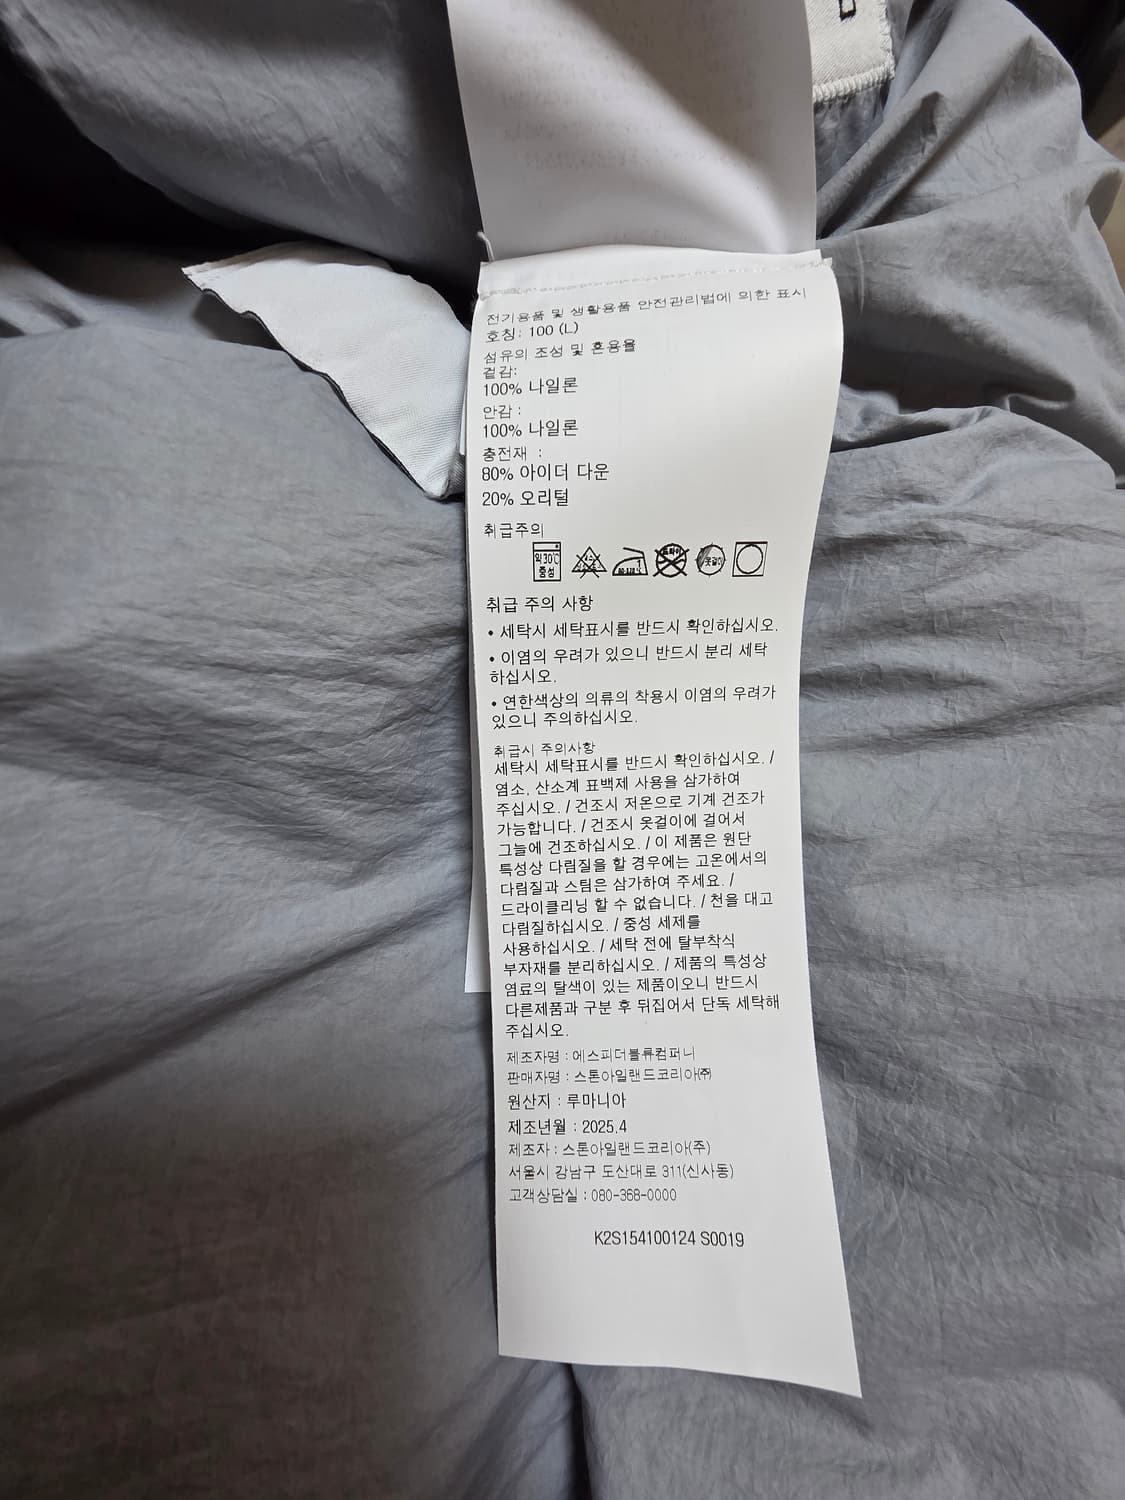 전기용품 및 생활용품 안전관리법에 의한 표시
호칭: 100 (L)
섬유의 조성 및 혼용율
겉감:
100% 나일론
안감 :
100% 나일론
충전재 :
80% 아이더 다운
20% 오리털
취급주의
약 30℃
중성
옷걸이
취급 주의 사항
• 세탁시 세탁표시를 반드시 확인하십시오.
• 이염의 우려가 있으니 반드시 분리 세탁
하십시오.
• 연한색상의 의류의 착용시 이염의 우려가
있으니 주의하십시오.
취급시 주의사항
세탁시 세탁표시를 반드시 확인하십시오. /
염소, 산소계 표백제 사용을 삼가하여
주십시오. / 건조시 저온으로 기계 건조가
가능합니다. / 건조시 옷걸이에 걸어서
그늘에 건조하십시오. / 이 제품은 원단
특성상 다림질을 할 경우에는 고온에서의
다림질과 스팀은 삼가하여 주세요. /
드라이클리닝 할 수 없습니다. / 천을 대고
다림질하십시오. / 중성 세제를
사용하십시오. / 세탁 전에 탈부착식
부자재를 분리하십시오. / 제품의 특성상
염료의 탈색이 있는 제품이오니 반드시
다른제품과 구분 후 뒤집어서 단독 세탁해
주십시오.
제조자명 : 에스피더블류컴퍼니
판매자명 : 스톤아일랜드코리아(주)
원산지 : 루마니아
제조년월 : 2025.4
제조자 : 스톤아일랜드코리아(주)
서울시 강남구 도산대로 311(신사동)
고객상담실 : 080-368-0000
K2S154100124 S0019